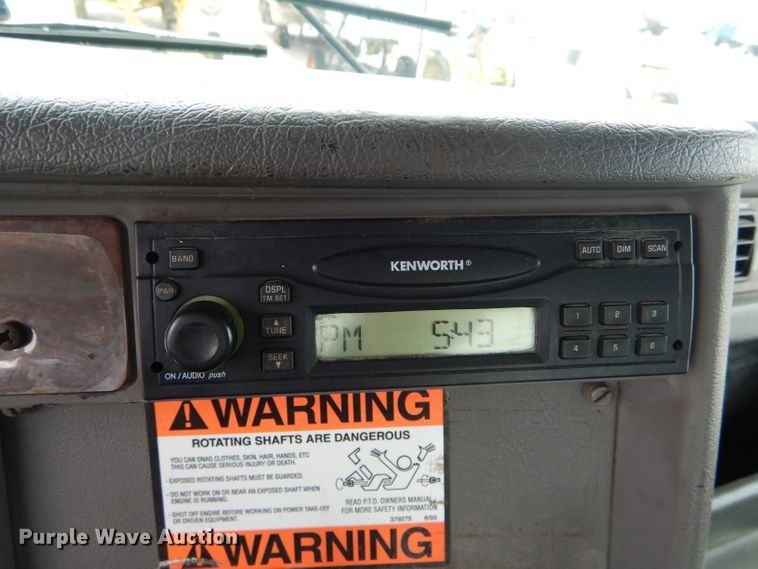 BAND
KENWORTH®
AUTO DIM SCAN
PWR
DSPL
TM SET
▲
TUNE
SEEK
▼
PM 5:43
1 2 3
4 5 6
ON / AUDIO push
WARNING
ROTATING SHAFTS ARE DANGEROUS
YOU CAN SNAG CLOTHES, SKIN, HAIR, HANDS, ETC
THIS CAN CAUSE SERIOUS INJURY OR DEATH.
- EXPOSED ROTATING SHAFTS MUST BE GUARDED.
- DO NOT WORK ON OR NEAR AN EXPOSED SHAFT WHEN
ENGINE IS RUNNING.
- SHUT OFF ENGINE BEFORE WORKING ON POWER TAKE-OFF
OR DRIVEN EQUIPMENT.
READ P.T.O. OWNERS MANUAL
FOR MORE SAFETY INFORMATION
379275 6/93
WARNING
Purple Wave Auction